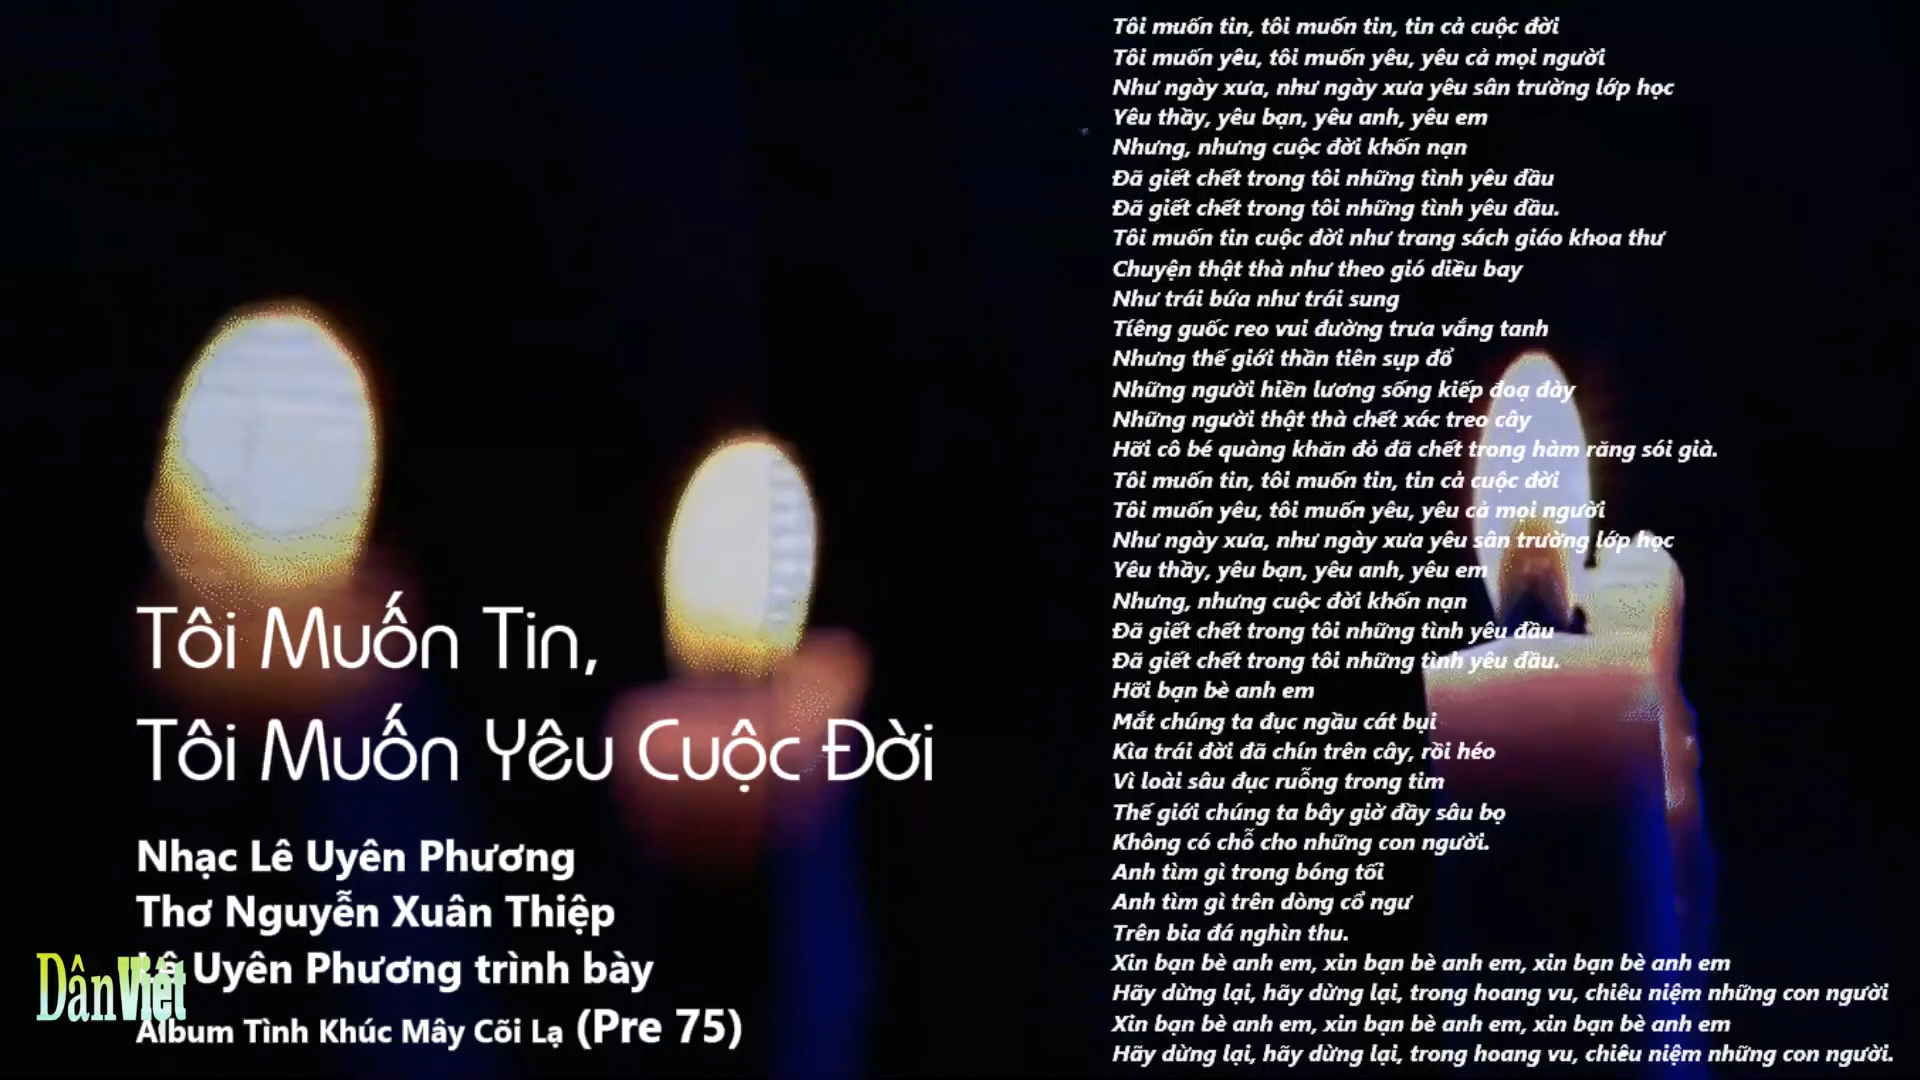 Tôi Muốn Tin,
Tôi Muốn Yêu Cuộc Đời
Nhạc Lê Uyên Phương
Thơ Nguyễn Xuân Thiệp
Lê Uyên Phương trình bày
DânViệt
Album Tình Khúc Mây Cõi Lạ (Pre 75)
Tôi muốn tin, tôi muốn tin, tin cả cuộc đời
Tôi muốn yêu, tôi muốn yêu, yêu cả mọi người
Như ngày xưa, như ngày xưa yêu sân trường lớp học
Yêu thầy, yêu bạn, yêu anh, yêu em
Nhưng, nhưng cuộc đời khốn nạn
Đã giết chết trong tôi những tình yêu đầu
Đã giết chết trong tôi những tình yêu đầu.
Tôi muốn tin cuộc đời như trang sách giáo khoa thư
Chuyện thật thà như theo gió diều bay
Như trái bứa như trái sung
Tiếng guốc reo vui đường trưa vắng tanh
Nhưng thế giới thần tiên sụp đổ
Những người hiền lương sống kiếp đoạ đày
Những người thật thà chết xác treo cây
Hỡi cô bé quàng khăn đỏ đã chết trong hàm răng sói già.
Tôi muốn tin, tôi muốn tin, tin cả cuộc đời
Tôi muốn yêu, tôi muốn yêu, yêu cả mọi người
Như ngày xưa, như ngày xưa yêu sân trường lớp học
Yêu thầy, yêu bạn, yêu anh, yêu em
Nhưng, nhưng cuộc đời khốn nạn
Đã giết chết trong tôi những tình yêu đầu
Đã giết chết trong tôi những tình yêu đầu.
Hỡi bạn bè anh em
Mắt chúng ta đục ngầu cát bụi
Kìa trái đời đã chín trên cây, rồi héo
Vì loài sâu đục ruỗng trong tim
Thế giới chúng ta bây giờ đầy sâu bọ
Không có chỗ cho những con người.
Anh tìm gì trong bóng tối
Anh tìm gì trên dòng cổ ngư
Trên bia đá nghìn thu.
Xin bạn bè anh em, xin bạn bè anh em, xin bạn bè anh em
Hãy dừng lại, hãy dừng lại, trong hoang vu, chiêu niệm những con người
Xin bạn bè anh em, xin bạn bè anh em, xin bạn bè anh em
Hãy dừng lại, hãy dừng lại, trong hoang vu, chiêu niệm những con người.